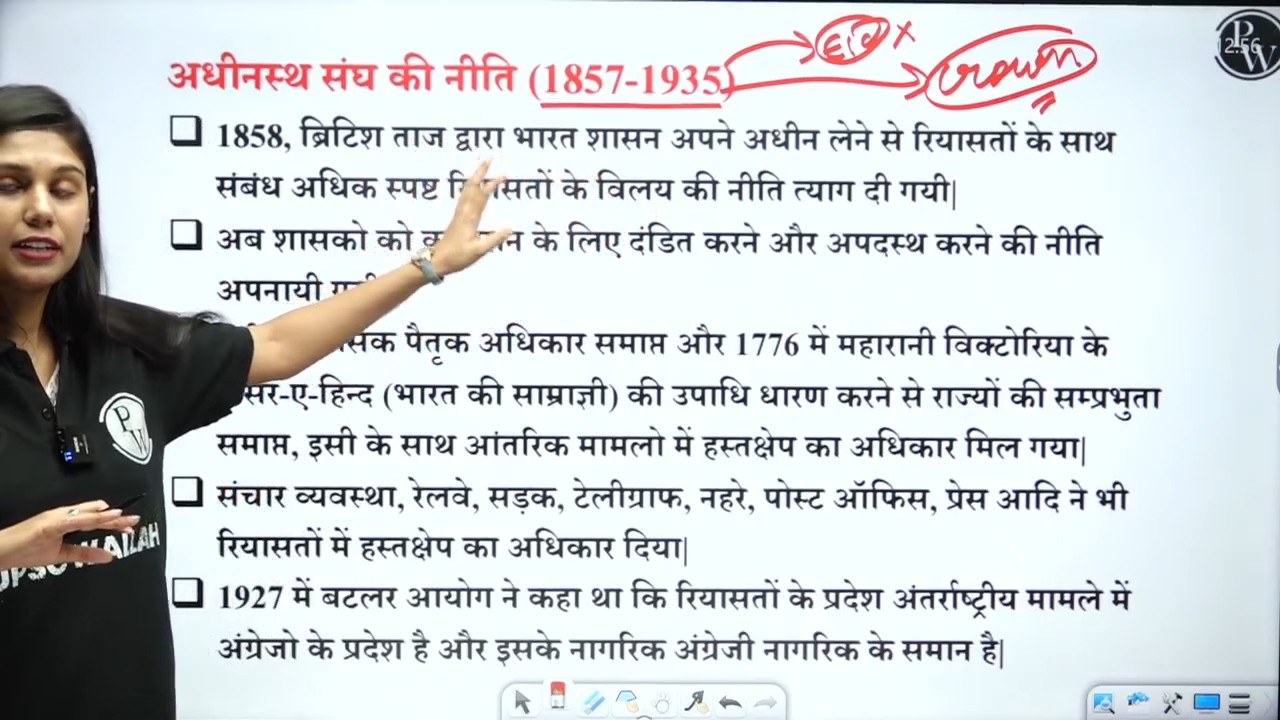 EIC ×
Crown
P W
12:56
अधीनस्थ संघ की नीति (1857-1935)
1858, ब्रिटिश ताज द्वारा भारत शासन अपने अधीन लेने से रियासतों के साथ
संबंध अधिक स्पष्ट के विलय की नीति त्याग दी गयी|
अब शासको को के लिए दंडित करने और अपदस्थ करने की नीति
अपनायी
पैतृक अधिकार समाप्त और 1776 में महारानी विक्टोरिया के
(भारत की साम्राज्ञी) की उपाधि धारण करने से राज्यों की सम्प्रभुता
समाप्त, इसी के साथ आंतरिक मामलो में हस्तक्षेप का अधिकार मिल गया|
संचार व्यवस्था, रेलवे, सड़क, टेलीग्राफ, नहरे, पोस्ट ऑफिस, प्रेस आदि ने भी
रियासतों में हस्तक्षेप का अधिकार दिया|
1927 में बटलर आयोग ने कहा था कि रियासतों के प्रदेश अंतर्राष्ट्रीय मामले में
अंग्रेजो के प्रदेश है और इसके नागरिक अंग्रेजी नागरिक के समान है|
P W